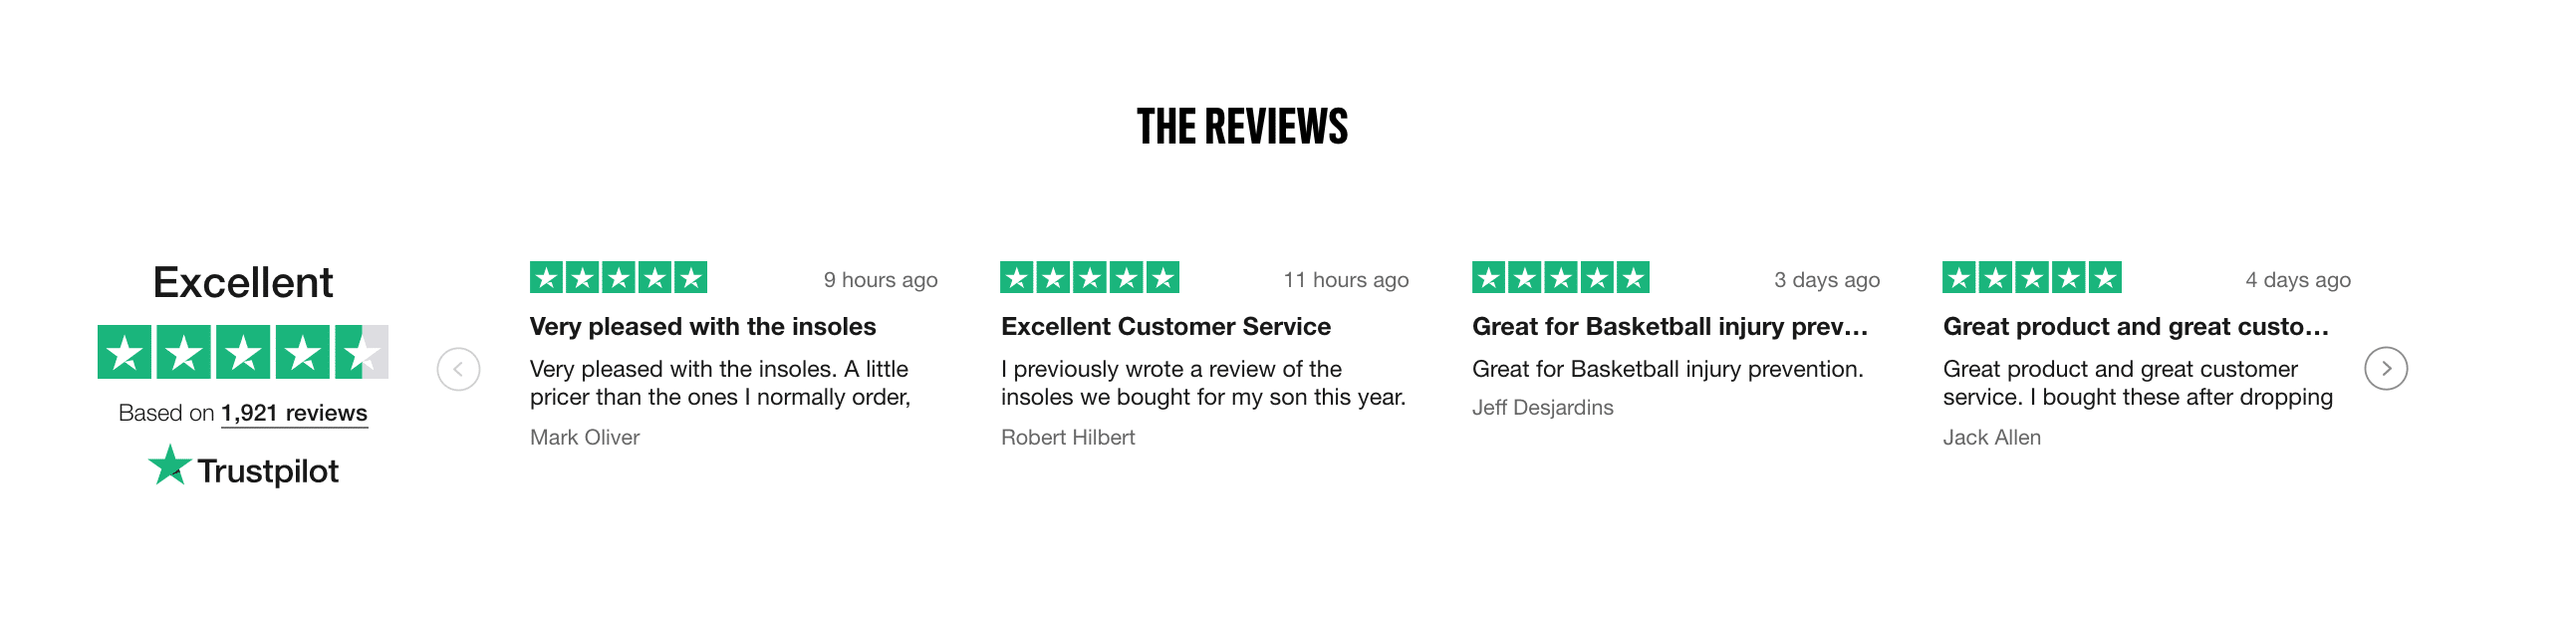 THE REVIEWS
Excellent
Based on 1,921 reviews
Trustpilot
9 hours ago
Very pleased with the insoles
Very pleased with the insoles. A little
pricer than the ones I normally order,
Mark Oliver
11 hours ago
Excellent Customer Service
I previously wrote a review of the
insoles we bought for my son this year.
Robert Hilbert
3 days ago
Great for Basketball injury prev...
Great for Basketball injury prevention.
Jeff Desjardins
4 days ago
Great product and great custo...
Great product and great customer
service. I bought these after dropping
Jack Allen